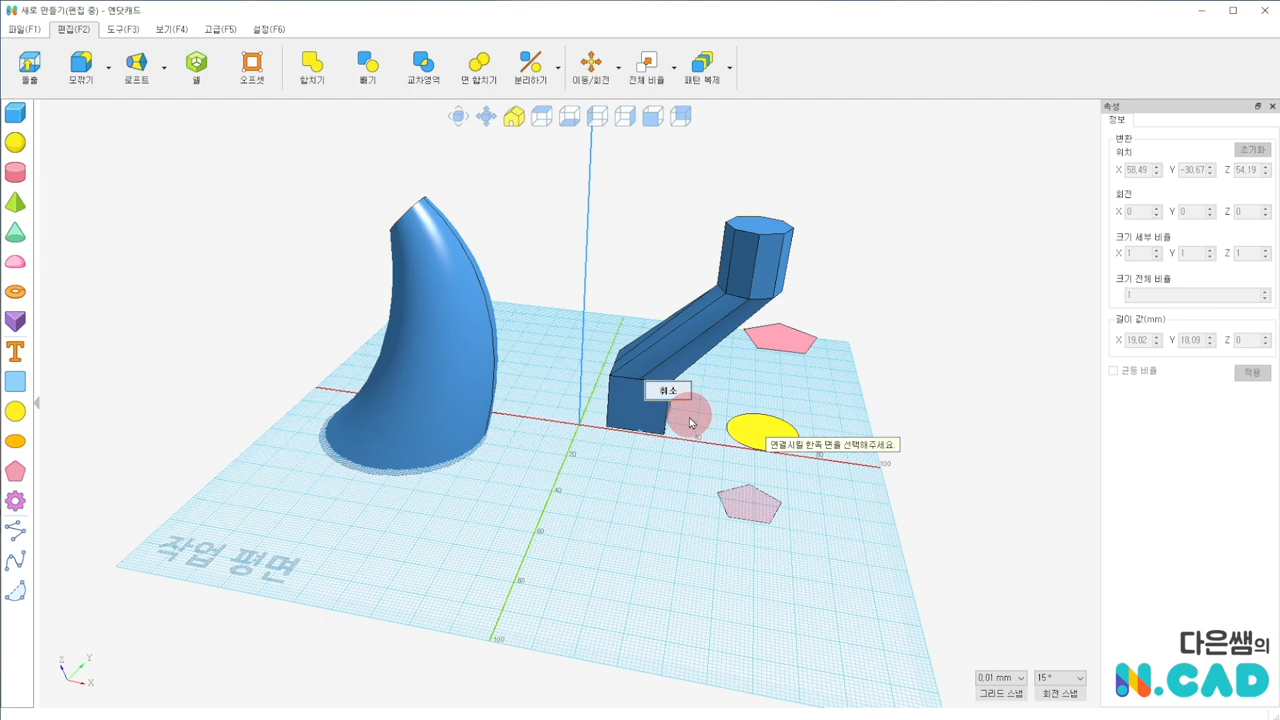 새로 만들기(편집 중) - 엔닷캐드
파일(F1) 편집(F2) 도구(F3) 보기(F4) 고급(F5) 설정(F6)
돌출 모깎기 로프트 쉘 오프셋 합치기 빼기 교차영역 면 합치기 분리하기 이동/회전 전체 비율 패턴 복제
속성
정보
변환
위치 초기화
X 58.49 Y -30.67 Z 54.19
회전
X 0 Y 0 Z 0
크기 세부 비율
X 1 Y 1 Z 1
크기 전체 비율
1
길이 값(mm)
X 19.02 Y 18.09 Z 0
균등 비율 적용
취소
연결시킬 한쪽 면을 선택해주세요.
20
80
100
40
60
80
100
작업 평면
Z Y
X
0.01 mm 15°
그리드 스냅 회전 스냅
다은쌤의
N.CAD